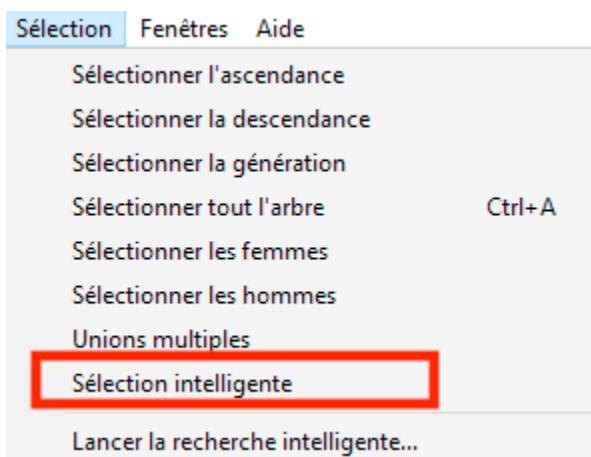 Sélection Fenêtres Aide
Sélectionner l'ascendance
Sélectionner la descendance
Sélectionner la génération
Sélectionner tout l'arbre Ctrl+A
Sélectionner les femmes
Sélectionner les hommes
Unions multiples
Sélection intelligente
Lancer la recherche intelligente...